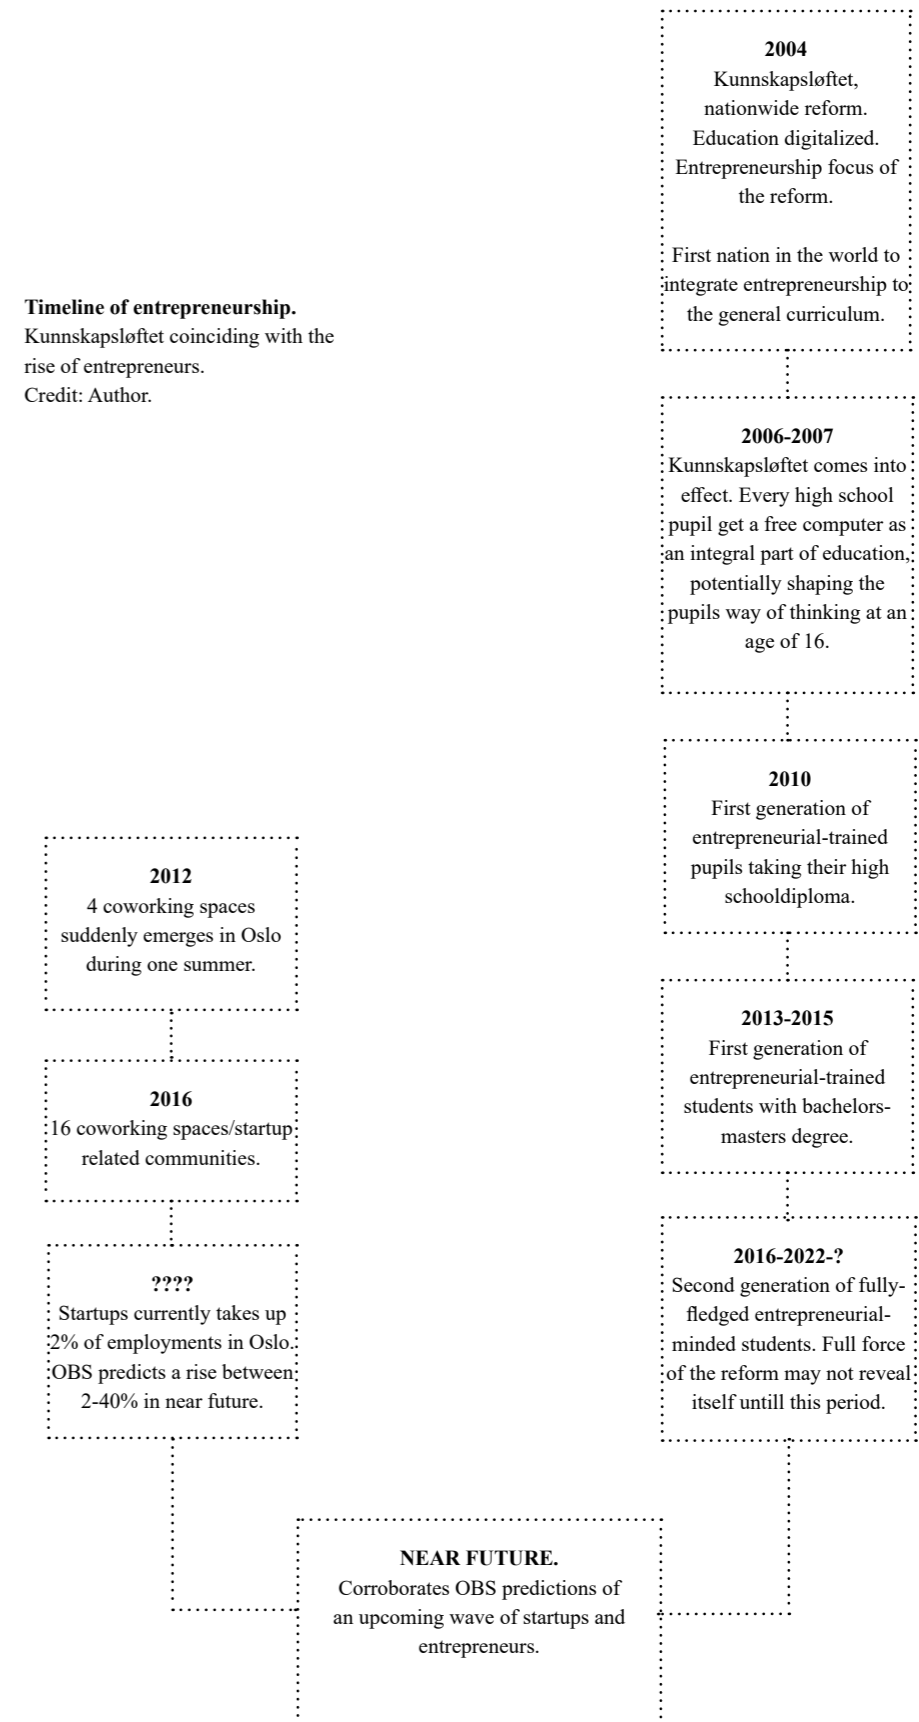 Timeline of entrepreneurship.
Kunnskapsløftet coinciding with the
rise of entrepreneurs.
Credit: Author.
2004
Kunnskapsløftet,
nationwide reform.
Education digitalized.
Entrepreneurship focus of
the reform.
First nation in the world to
integrate entrepreneurship to
the general curriculum.
2006-2007
Kunnskapsløftet comes into
effect. Every high school
pupil get a free computer as
an integral part of education,
potentially shaping the
pupils way of thinking at an
age of 16.
2010
First generation of
entrepreneurial-trained
pupils taking their high
schooldiploma.
2013-2015
First generation of
entrepreneurial-trained
students with bachelors-
masters degree.
2016-2022-?
Second generation of fully-
fledged entrepreneurial-
minded students. Full force
of the reform may not reveal
itself untill this period.
2012
4 coworking spaces
suddenly emerges in Oslo
during one summer.
2016
16 coworking spaces/startup
related communities.
????
Startups currently takes up
2% of employments in Oslo.
OBS predicts a rise between
2-40% in near future.
NEAR FUTURE.
Corroborates OBS predictions of
an upcoming wave of startups and
entrepreneurs.